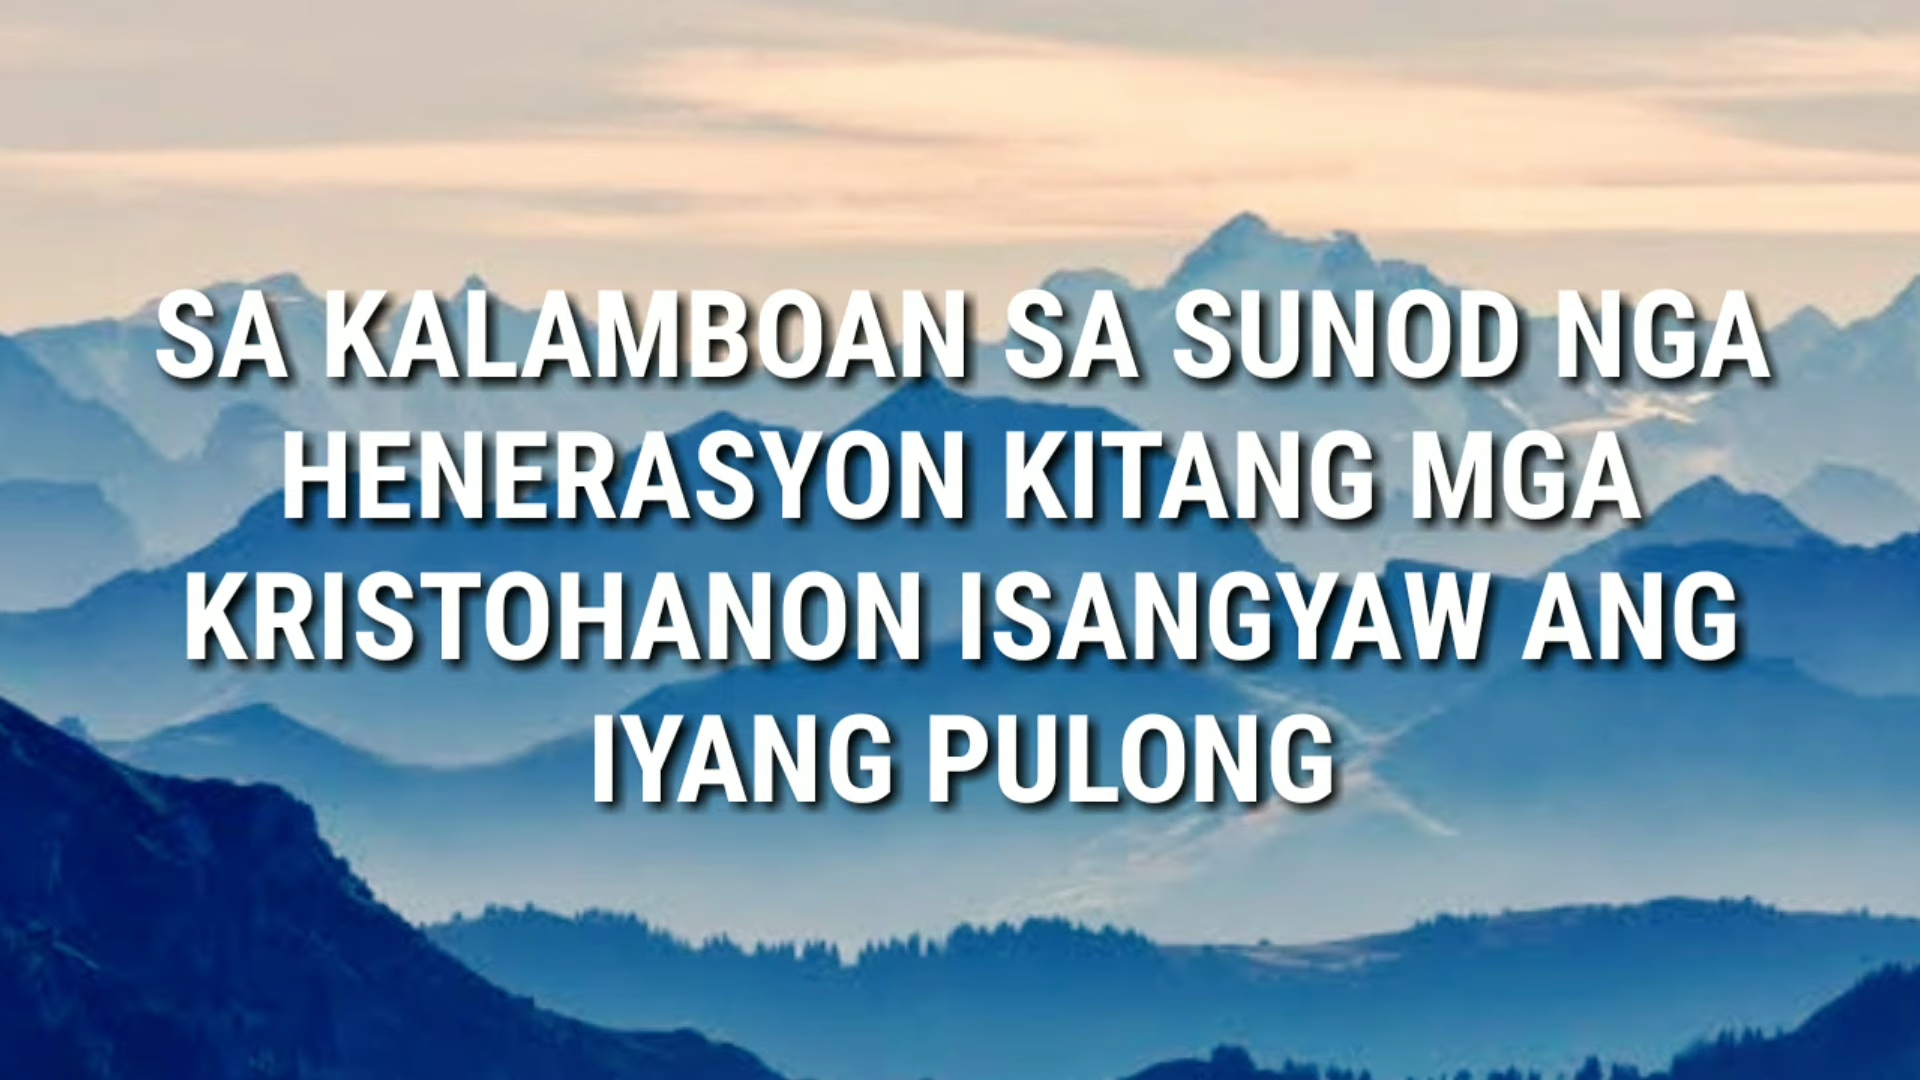 SA KALAMBOAN SA SUNOD NGA
HENERASYON KITANG MGA
KRISTOHANON ISANGYAW ANG
IYANG PULONG